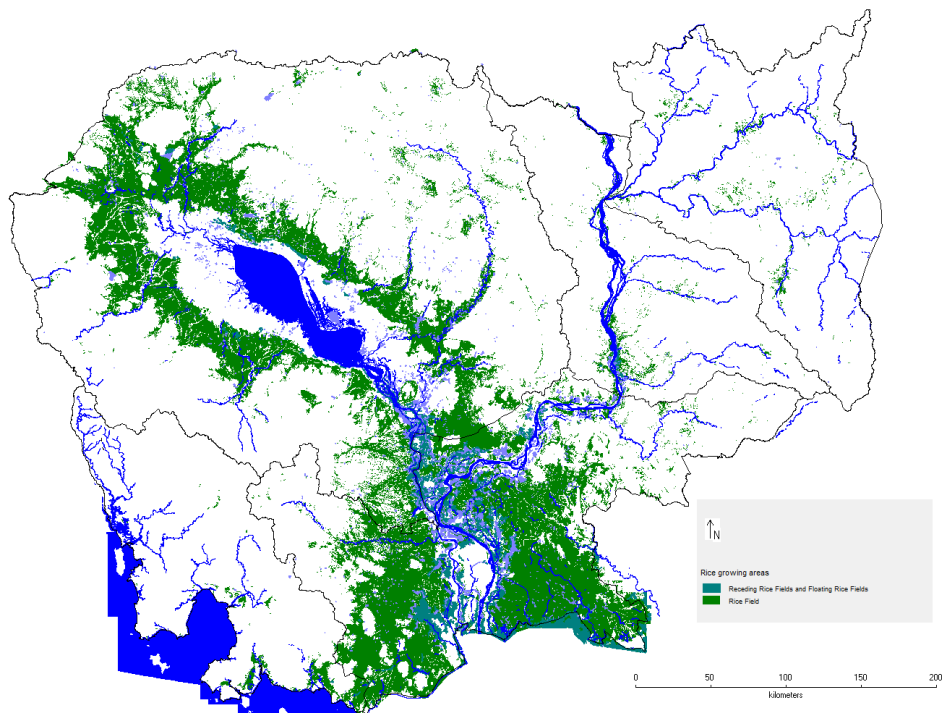 N
Rice growing areas
Receding Rice Fields and Floating Rice Fields
Rice Field
0 50 100 150 200
kilometers